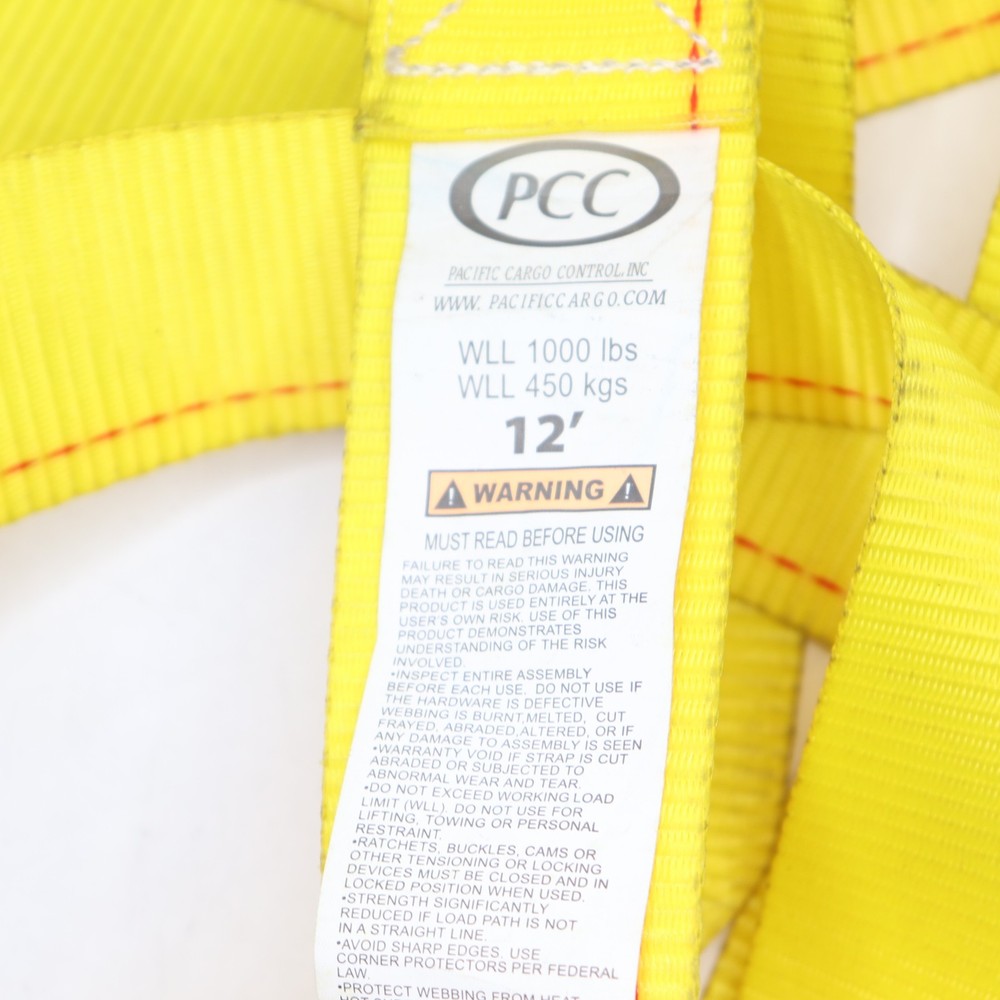 PCC
PACIFIC CARGO CONTROL,INC
WWW. PACIFICCARGO.COM
WLL 1000 lbs
WLL 450 kgs
12'
WARNING
MUST READ BEFORE USING
FAILURE TO READ THIS WARNING
MAY RESULT IN SERIOUS INJURY
DEATH OR CARGO DAMAGE. THIS
PRODUCT IS USED ENTIRELY AT THE
USER'S OWN RISK. USE OF THIS
PRODUCT DEMONSTRATES
UNDERSTANDING OF THE RISK
INVOLVED.
•INSPECT ENTIRE ASSEMBLY
BEFORE EACH USE. DO NOT USE IF
THE HARDWARE IS DEFECTIVE
WEBBING IS BURNT,MELTED, CUT
FRAYED, ABRADED,ALTERED, OR IF
ANY DAMAGE TO ASSEMBLY IS SEEN
•WARRANTY VOID IF STRAP IS CUT
ABRADED OR SUBJECTED TO
ABNORMAL WEAR AND TEAR.
•DO NOT EXCEED WORKING LOAD
LIMIT (WLL). DO NOT USE FOR
LIFTING, TOWING OR PERSONAL
RESTRAINT.
•RATCHETS, BUCKLES, CAMS OR
OTHER TENSIONING OR LOCKING
DEVICES MUST BE CLOSED AND IN
LOCKED POSITION WHEN USED.
•STRENGTH SIGNIFICANTLY
REDUCED IF LOAD PATH IS NOT
IN A STRAIGHT LINE.
•AVOID SHARP EDGES. USE
CORNER PROTECTORS PER FEDERAL
LAW.
•PROTECT WEBBING FROM HEAT